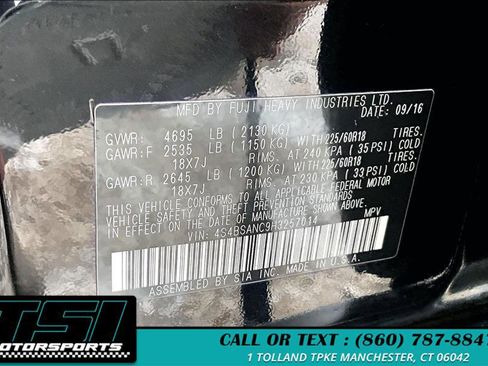 MFD BY FUJI HEAVY INDUSTRIES LTD.
DATE: 09/16
GVWR: 4695 LB ( 2130 KG)
GAWR:F 2535 LB ( 1150 KG) WITH 225/60R18 TIRES.
18X7J RIMS. AT 240 KPA ( 35 PSI) COLD
GAWR:R 2645 LB ( 1200 KG) WITH 225/60R18 TIRES.
18X7J RIMS. AT 230 KPA ( 33 PSI) COLD
THIS VEHICLE CONFORMS TO ALL APPLICABLE FEDERAL MOTOR
VEHICLE SAFETY AND THEFT PREVENTION STANDARDS IN EFFECT
ON THE DATE OF MANUFACTURE SHOWN ABOVE.
VIN: 4S4BSANC9H3257014 MPV
ASSEMBLED BY SIA INC. MADE IN U.S.A.
TSI
MOTORSPORTS
CALL OR TEXT : (860) 787-8847
1 TOLLAND TPKE MANCHESTER, CT 06042